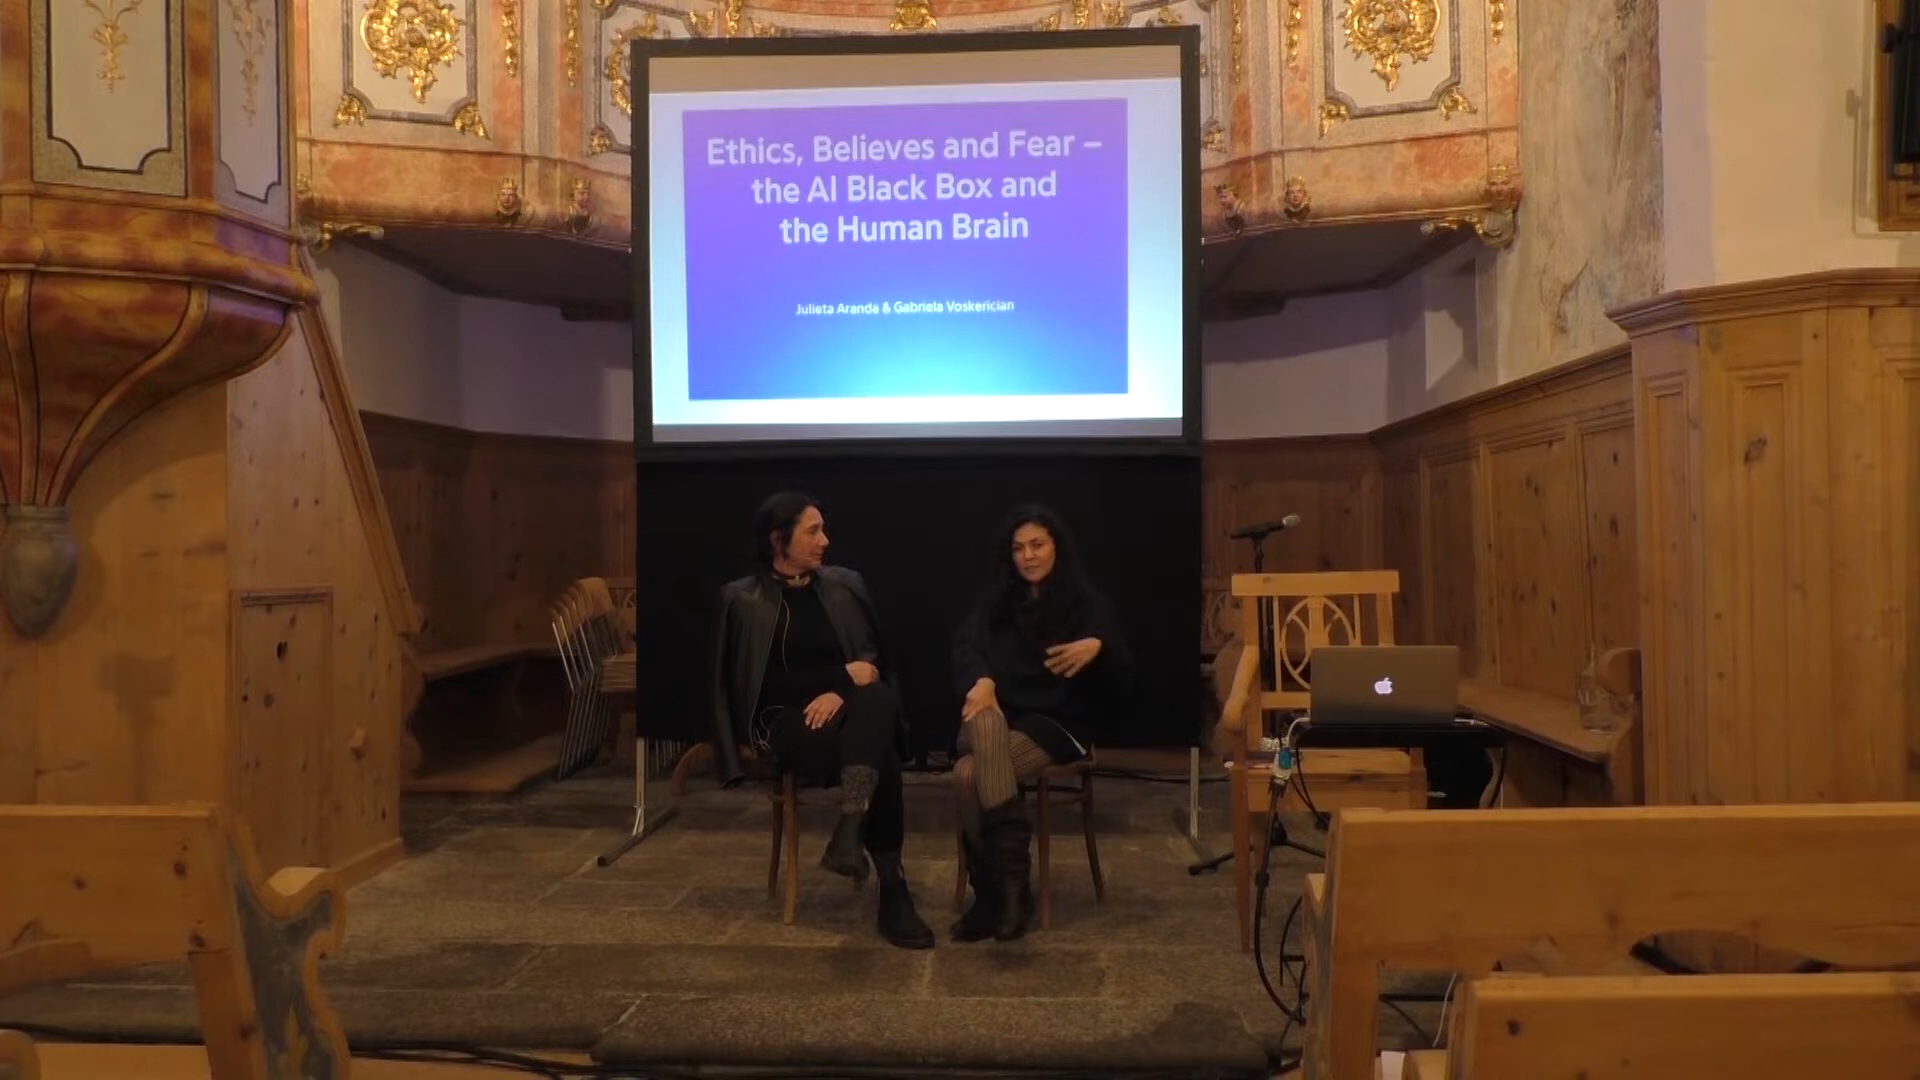 Ethics, Believes and Fear –
the AI Black Box and
the Human Brain
Julieta Aranda & Gabriela Voskerician